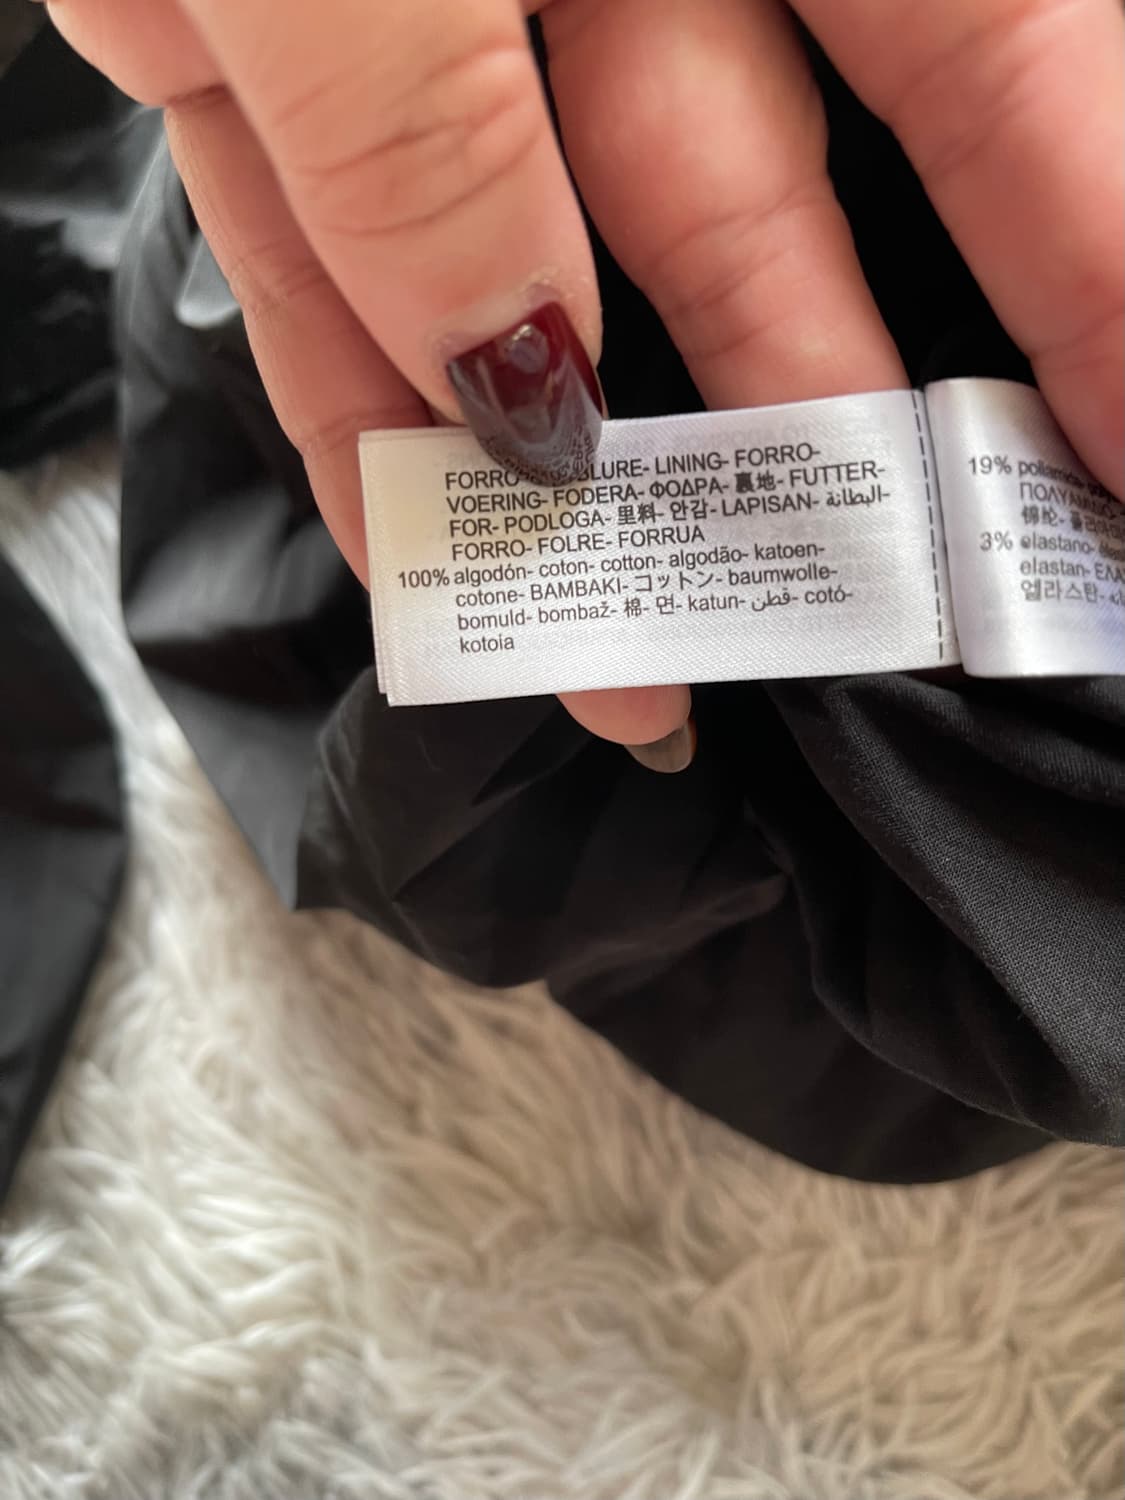 FORRO- LINING- FORRO-
VOERING- FODERA- ΦΟΔΡΑ- 裏地- FUTTER-
FOR- PODLOGA- 里料- 안감- LAPISAN- البطانة-
FORRO- FOLRE- FORRUA
100% algodón- coton- cotton- algodão- katoen-
cotone- BAMBAKI- コットン- baumwolle-
bomuld- bombaž- 棉- 면- katun- قطن- cotó-
kotoia
19%
3% elastano-
elastan-
엘라스탄-